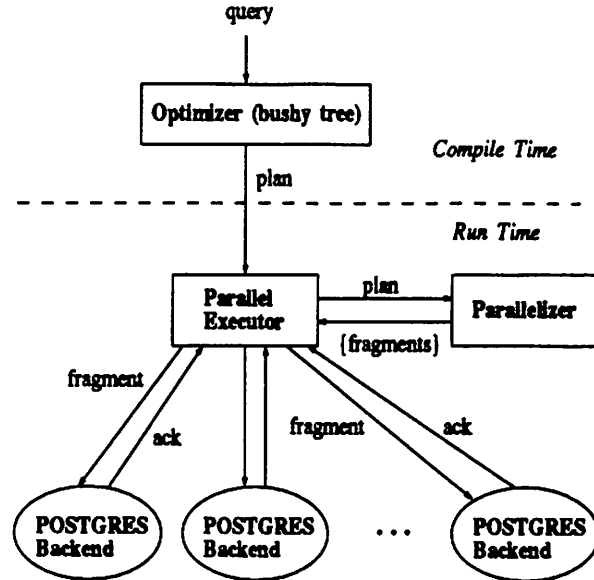 query
Optimizer (bushy tree)
Compile Time
plan
Run Time
Parallel
Executor
plan
Parallelizer
{fragments}
fragment
ack
fragment
ack
POSTGRES
Backend
POSTGRES
Backend
...
POSTGRES
Backend